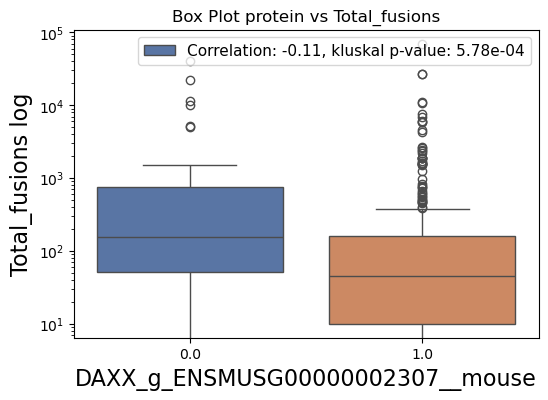 Box Plot protein vs Total_fusions
Correlation: -0.11, kluskal p-value: 5.78e-04
Total_fusions log
10^5
10^4
10^3
10^2
10^1
0.0 1.0
DAXX_g_ENSMUSG00000002307__mouse